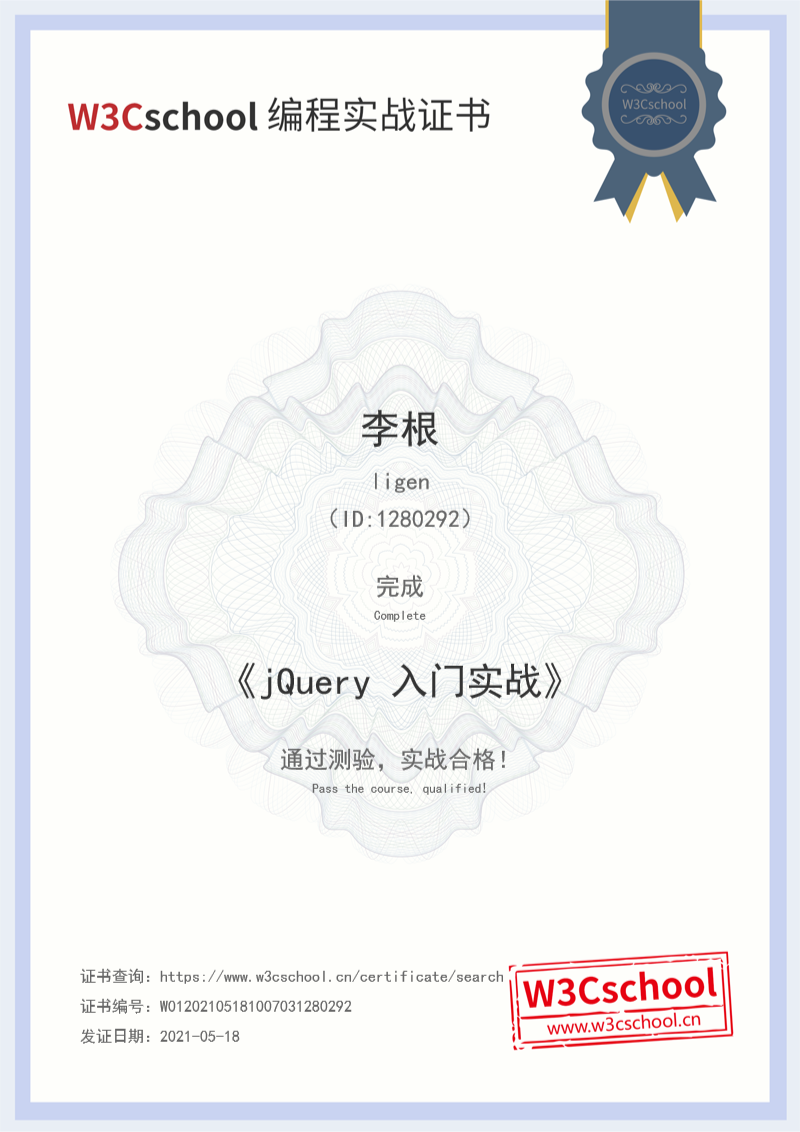 W3Cschool 编程实战证书
W3Cschool
李根
ligen
（ID:1280292）
完成
Complete
《jQuery 入门实战》
通过测验，实战合格！
Pass the course, qualified!
证书查询：https://www.w3cschool.cn/certificate/search
证书编号：W01202105181007031280292
发证日期：2021-05-18
W3Cschool
www.w3cschool.cn